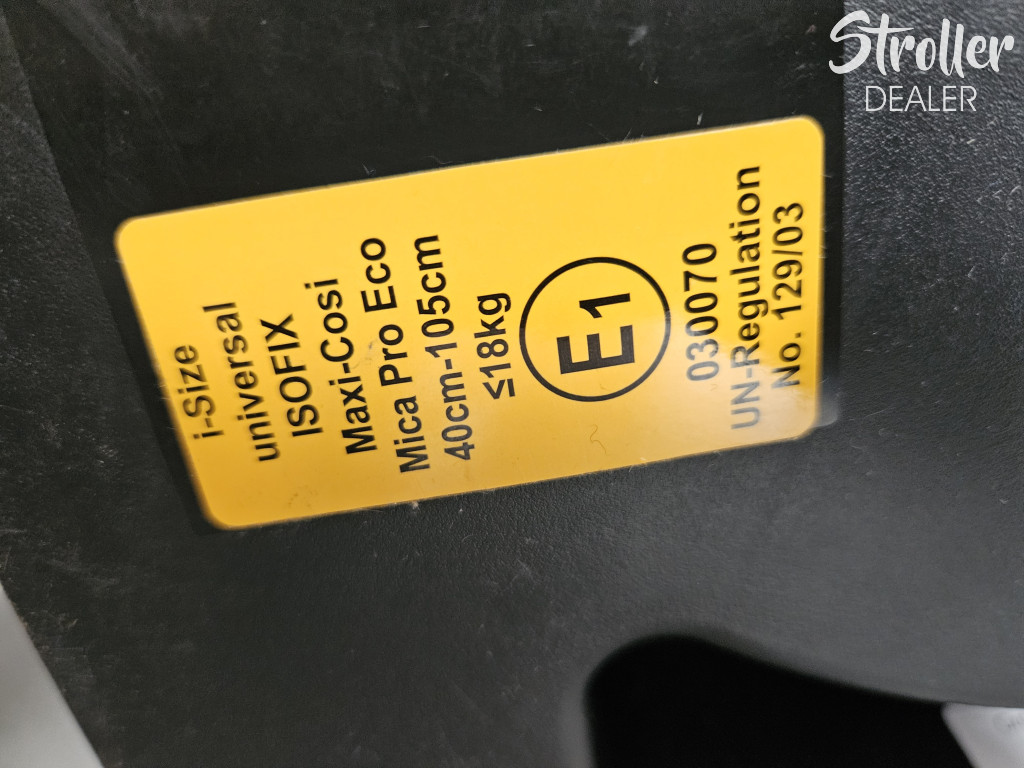 Stroller
DEALER
i-Size
universal
ISOFIX
Maxi-Cosi
Mica Pro Eco
40cm-105cm
≤18kg
E1
030070
UN-Regulation
No. 129/03